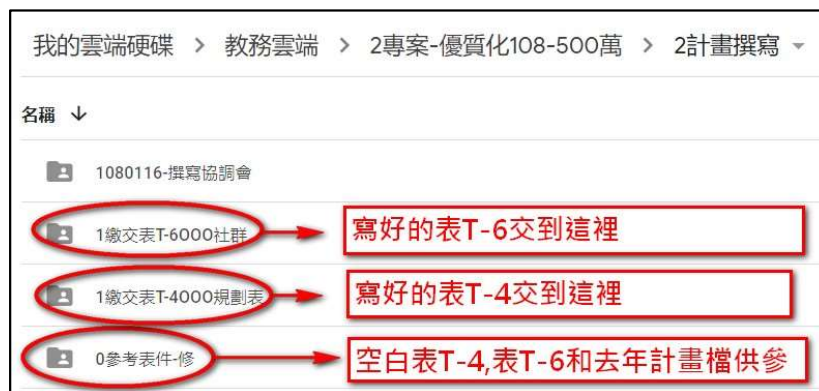 我的雲端硬碟 > 教務雲端 > 2專案-優質化108-500萬 > 2計畫撰寫
名稱 ↓
1080116-撰寫協調會
1繳交表T-6000社群 寫好的表T-6交到這裡
1繳交表T-4000規劃表 寫好的表T-4交到這裡
0參考表件-修 空白表T-4,表T-6和去年計畫檔供參